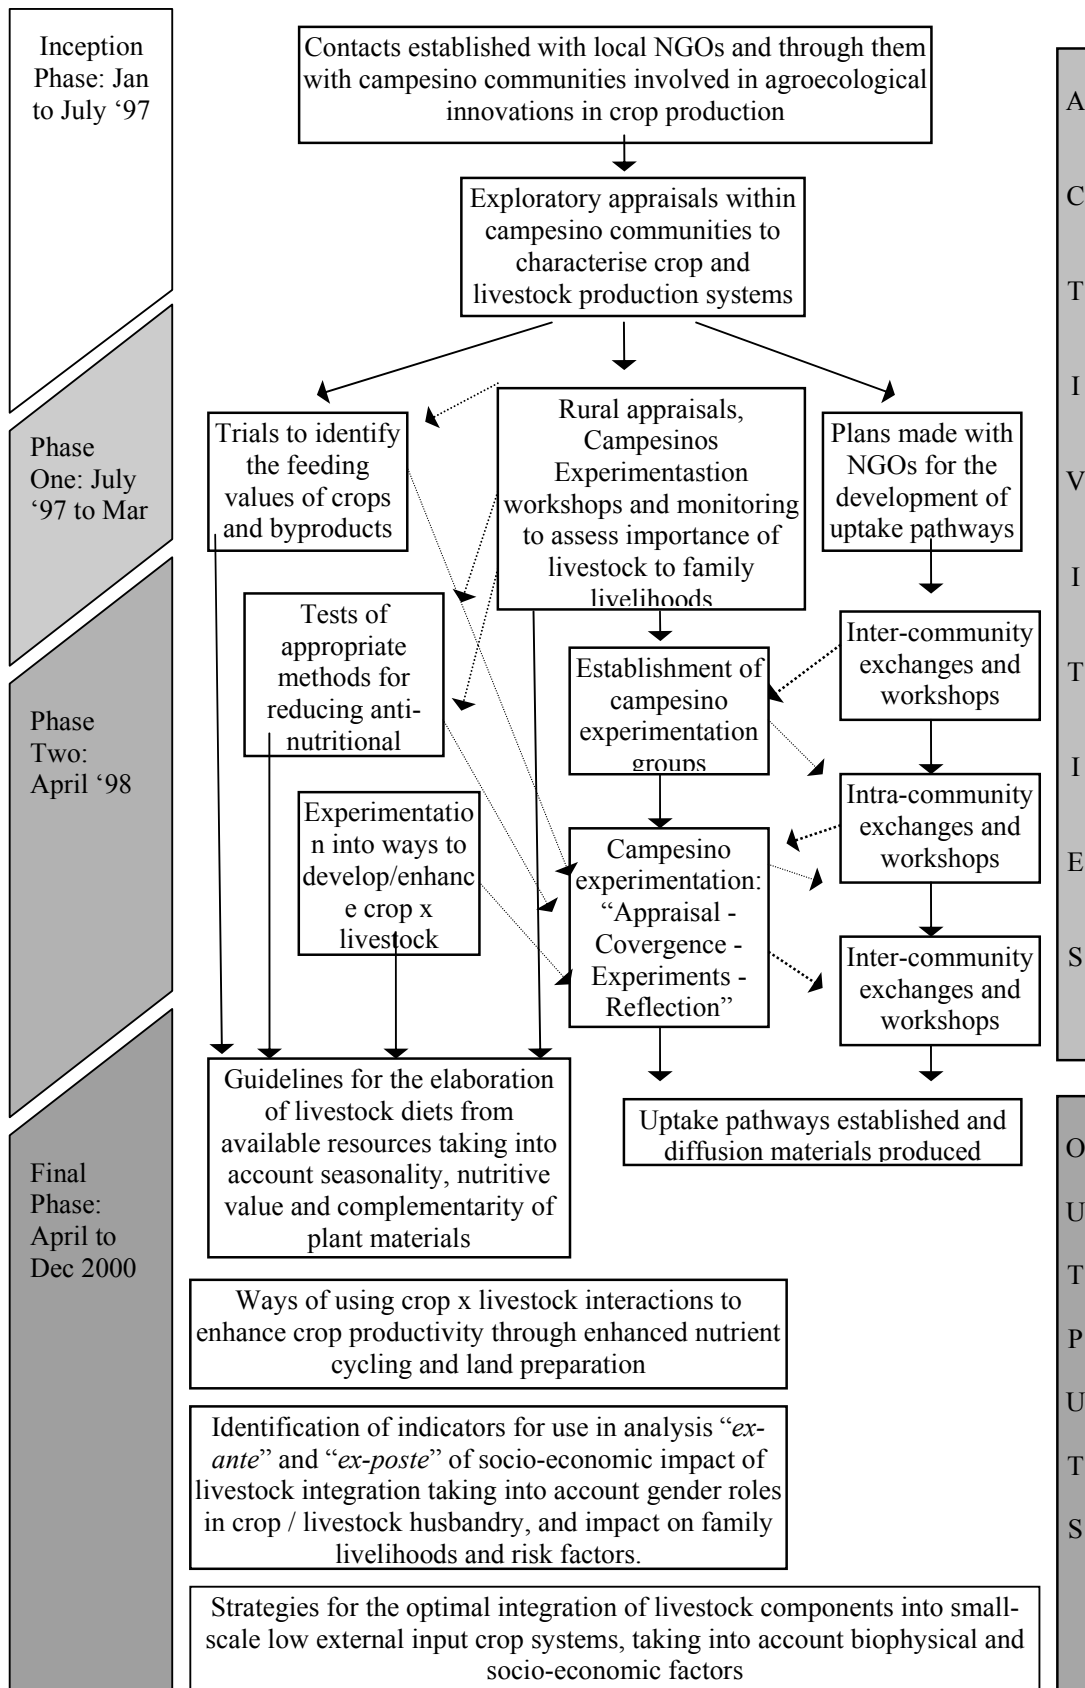 Inception
Phase: Jan
to July ‘97
Contacts established with local NGOs and through them
with campesino communities involved in agroecological
innovations in crop production
Exploratory appraisals within
campesino communities to
characterise crop and
livestock production systems
Phase
One: July
‘97 to Mar
Trials to identify
the feeding
values of crops
and byproducts
Rural appraisals,
Campesinos
Experimentastion
workshops and monitoring
to assess importance of
livestock to family
livelihoods
Plans made with
NGOs for the
development of
uptake pathways
Phase
Two:
April ‘98
Tests of
appropriate
methods for
reducing anti-
nutritional
Establishment of
campesino
experimentation
groups
Inter-community
exchanges and
workshops
Experimentatio
n into ways to
develop/enhanc
e crop x
livestock
Campesino
experimentation:
“Appraisal -
Covergence -
Experiments -
Reflection”
Intra-community
exchanges and
workshops
Inter-community
exchanges and
workshops
Final
Phase:
April to
Dec 2000
Guidelines for the elaboration
of livestock diets from
available resources taking into
account seasonality, nutritive
value and complementarity of
plant materials
Uptake pathways established and
diffusion materials produced
Ways of using crop x livestock interactions to
enhance crop productivity through enhanced nutrient
cycling and land preparation
Identification of indicators for use in analysis “ex-
ante” and “ex-poste” of socio-economic impact of
livestock integration taking into account gender roles
in crop / livestock husbandry, and impact on family
livelihoods and risk factors.
Strategies for the optimal integration of livestock components into small-
scale low external input crop systems, taking into account biophysical and
socio-economic factors
A
C
T
I
V
I
T
I
E
S
O
U
T
P
U
T
S